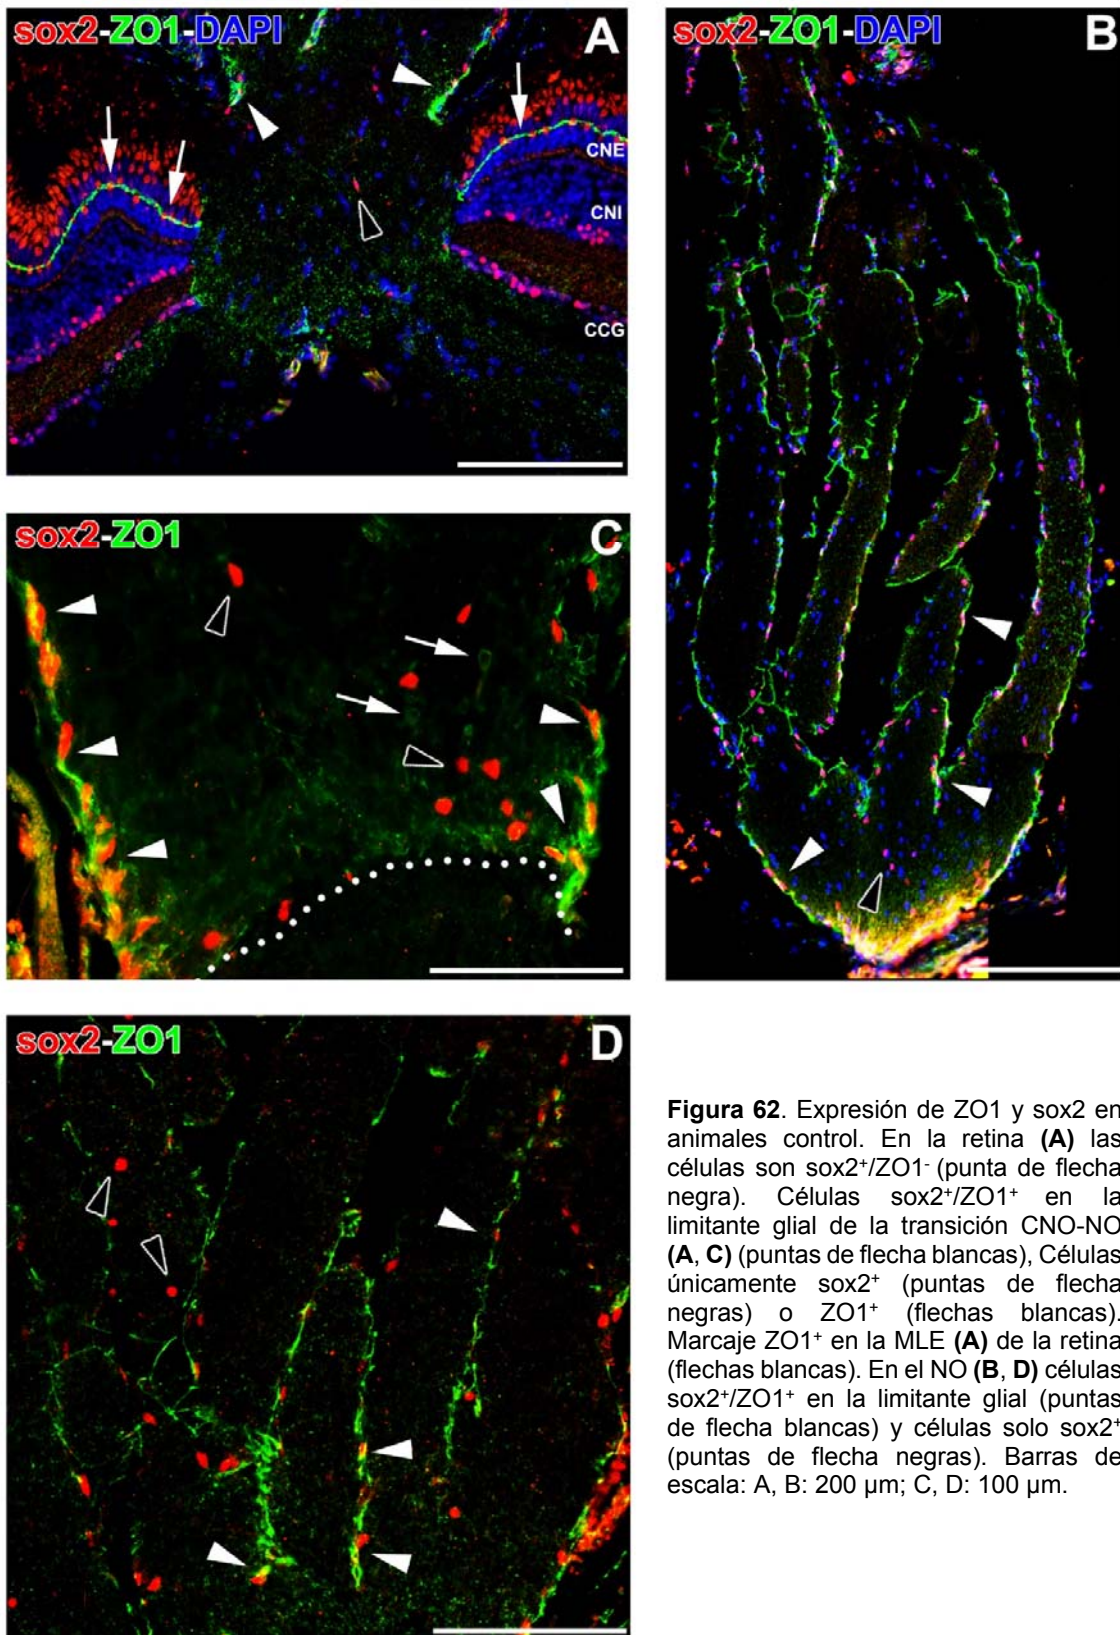 sox2-ZO1-DAPI
A
CNE
CNI
CCG
sox2-ZO1-DAPI
B
sox2-ZO1
C
sox2-ZO1
D
Figura 62. Expresión de ZO1 y sox2 en
animales control. En la retina (A) las
células son sox2⁺/ZO1⁻ (punta de flecha
negra). Células sox2⁺/ZO1⁺ en la
limitante glial de la transición CNO-NO
(A, C) (puntas de flecha blancas), Células
únicamente sox2⁺ (puntas de flecha
negras) o ZO1⁺ (flechas blancas).
Marcaje ZO1⁺ en la MLE (A) de la retina
(flechas blancas). En el NO (B, D) células
sox2⁺/ZO1⁺ en la limitante glial (puntas
de flecha blancas) y células solo sox2⁺
(puntas de flecha negras). Barras de
escala: A, B: 200 µm; C, D: 100 µm.